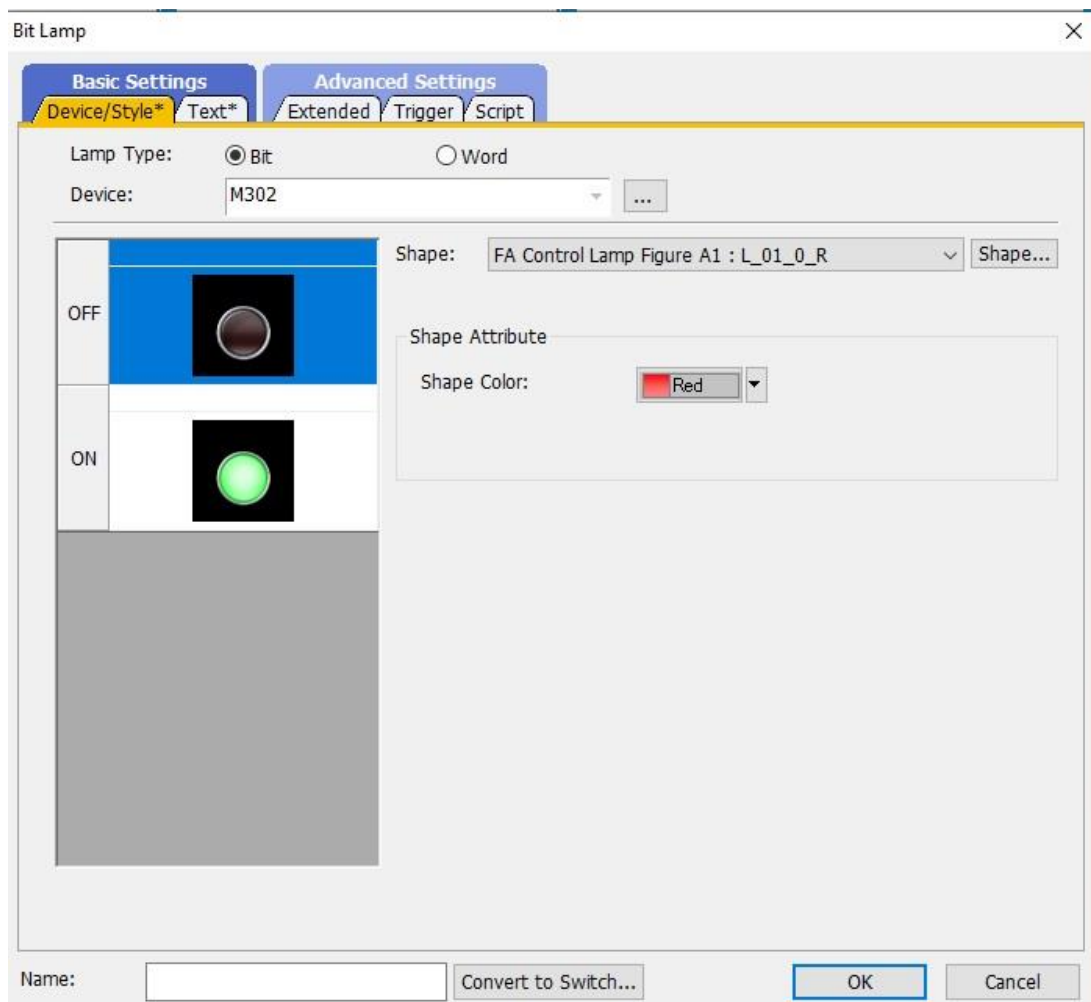 Bit Lamp
Basic Settings
Advanced Settings
Device/Style*
Text*
Extended
Trigger
Script
Lamp Type:
Bit
Word
Device:
M302
...
OFF
ON
Shape:
FA Control Lamp Figure A1 : L_01_0_R
Shape...
Shape Attribute
Shape Color:
Red
Name:
Convert to Switch...
OK
Cancel